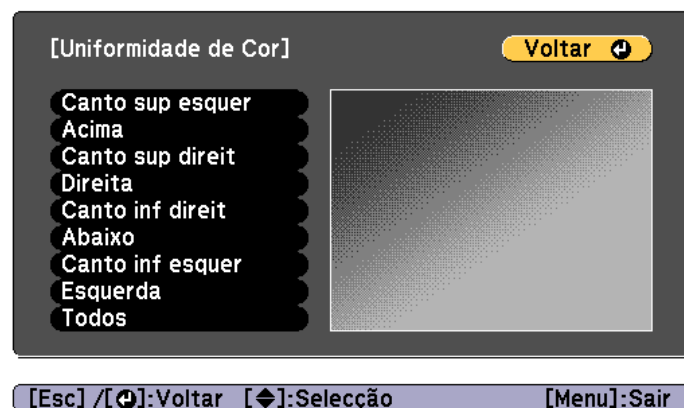 [Uniformidade de Cor]
Voltar
Canto sup esquer
Acima
Canto sup direit
Direita
Canto inf direit
Abaixo
Canto inf esquer
Esquerda
Todos
[Esc] /[⏎]:Voltar [◆]:Selecção [Menu]:Sair